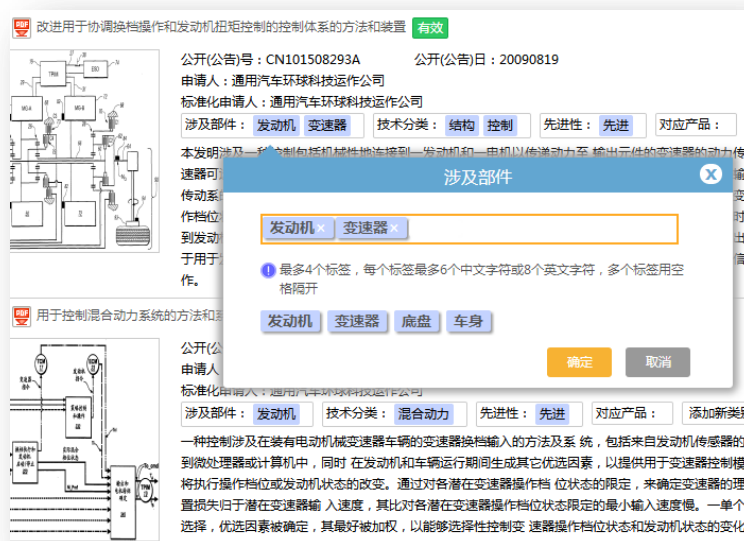 改进用于协调换档操作和发动机扭矩控制的控制体系的方法和装置 有效
公开(公告)号：CN101508293A 公开(公告)日：20090819
申请人：通用汽车环球科技运作公司
标准化申请人：通用汽车环球科技运作公司
涉及部件： 发动机 变速器 技术分类： 结构 控制 先进性： 先进 对应产品：
本发明涉及一种控制包括机械性地连接到一发动机和一电机以传递动力至 输出元件的变速器的动力传
速器可
传动系
作档位
到发动
于用于
作。
涉及部件
X
发动机× 变速器×
最多4个标签，每个标签最多6个中文字符或8个英文字符，多个标签用空
格隔开
发动机 变速器 底盘 车身
确定 取消
用于控制混合动力系统的方法和
公开(公
申请人
标准化申请人：通用汽车环球科技运作公司
涉及部件： 发动机 技术分类： 混合动力 先进性： 先进 对应产品： 添加新类别
一种控制涉及在装有电动机械变速器车辆的变速器换档输入的方法及系 统，包括来自发动机传感器的
到微处理器或计算机中，同时 在发动机和车辆运行期间生成其它优选因素，以提供用于变速器控制模
将执行操作档位或发动机状态的改变。通过对各潜在变速器操作档 位状态的限定，来确定变速器的理
置损失归于潜在变速器输 入速度，其比对各潜在变速器操作档位状态限定的最小输入速度慢。一单个
选择，优选因素被确定，其最好被加权，以能够选择性控制变 速器操作档位状态和发动机状态的变化